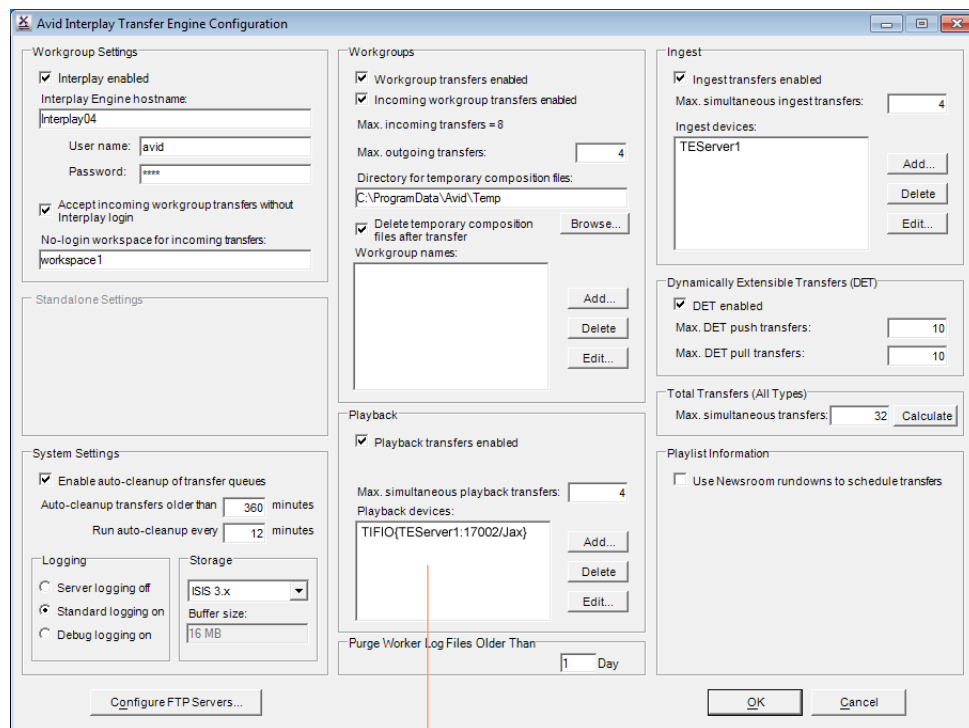 Avid Interplay Transfer Engine Configuration
Workgroup Settings
Interplay enabled
Interplay Engine hostname:
Interplay04
User name: avid
Password: ****
Accept incoming workgroup transfers without
Interplay login
No-login workspace for incoming transfers:
workspace1
Standalone Settings
System Settings
Enable auto-cleanup of transfer queues
Auto-cleanup transfers older than 360 minutes
Run auto-cleanup every 12 minutes
Logging
Server logging off
Standard logging on
Debug logging on
Storage
ISIS 3.x
Buffer size:
16 MB
Configure FTP Servers...
Workgroups
Workgroup transfers enabled
Incoming workgroup transfers enabled
Max. incoming transfers = 8
Max. outgoing transfers: 4
Directory for temporary composition files:
C:\ProgramData\Avid\Temp
Delete temporary composition
files after transfer
Browse...
Workgroup names:
Add...
Delete
Edit...
Playback
Playback transfers enabled
Max. simultaneous playback transfers: 4
Playback devices:
TIFIO{TEServer1:17002/Jax}
Add...
Delete
Edit...
Purge Worker Log Files Older Than
1 Day
Ingest
Ingest transfers enabled
Max. simultaneous ingest transfers: 4
Ingest devices:
TEServer1
Add...
Delete
Edit...
Dynamically Extensible Transfers (DET)
DET enabled
Max. DET push transfers: 10
Max. DET pull transfers: 10
Total Transfers (All Types)
Max. simultaneous transfers: 32 Calculate
Playlist Information
Use Newsroom rundowns to schedule transfers
OK
Cancel